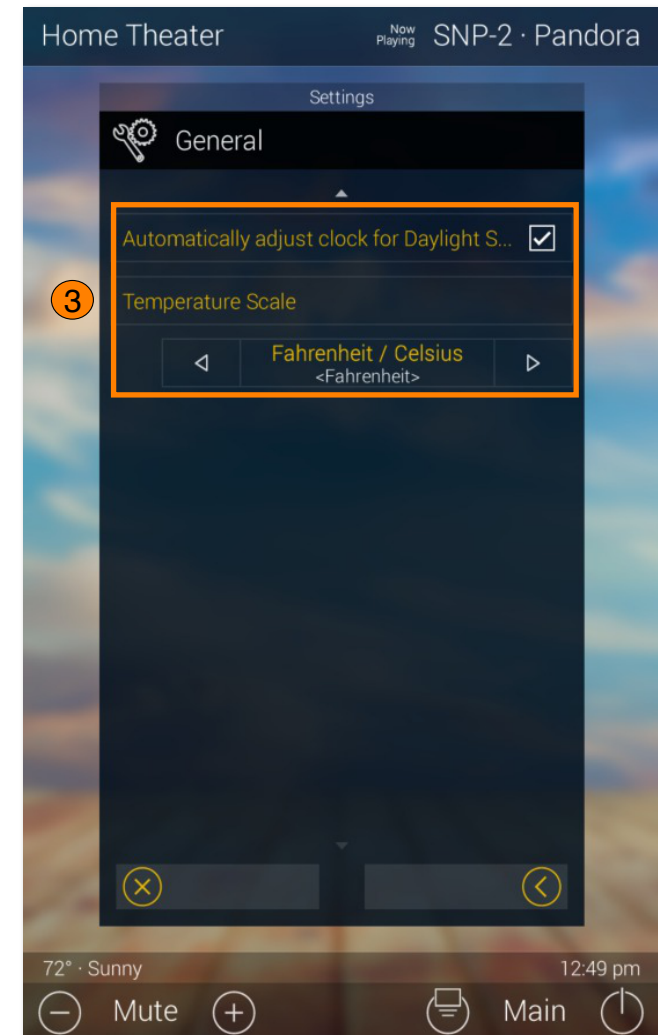 Home Theater Now Playing SNP-2 · Pandora
Settings
General
Automatically adjust clock for Daylight S...
3
Temperature Scale
Fahrenheit / Celsius
<Fahrenheit>
72° · Sunny 12:49 pm
Mute Main